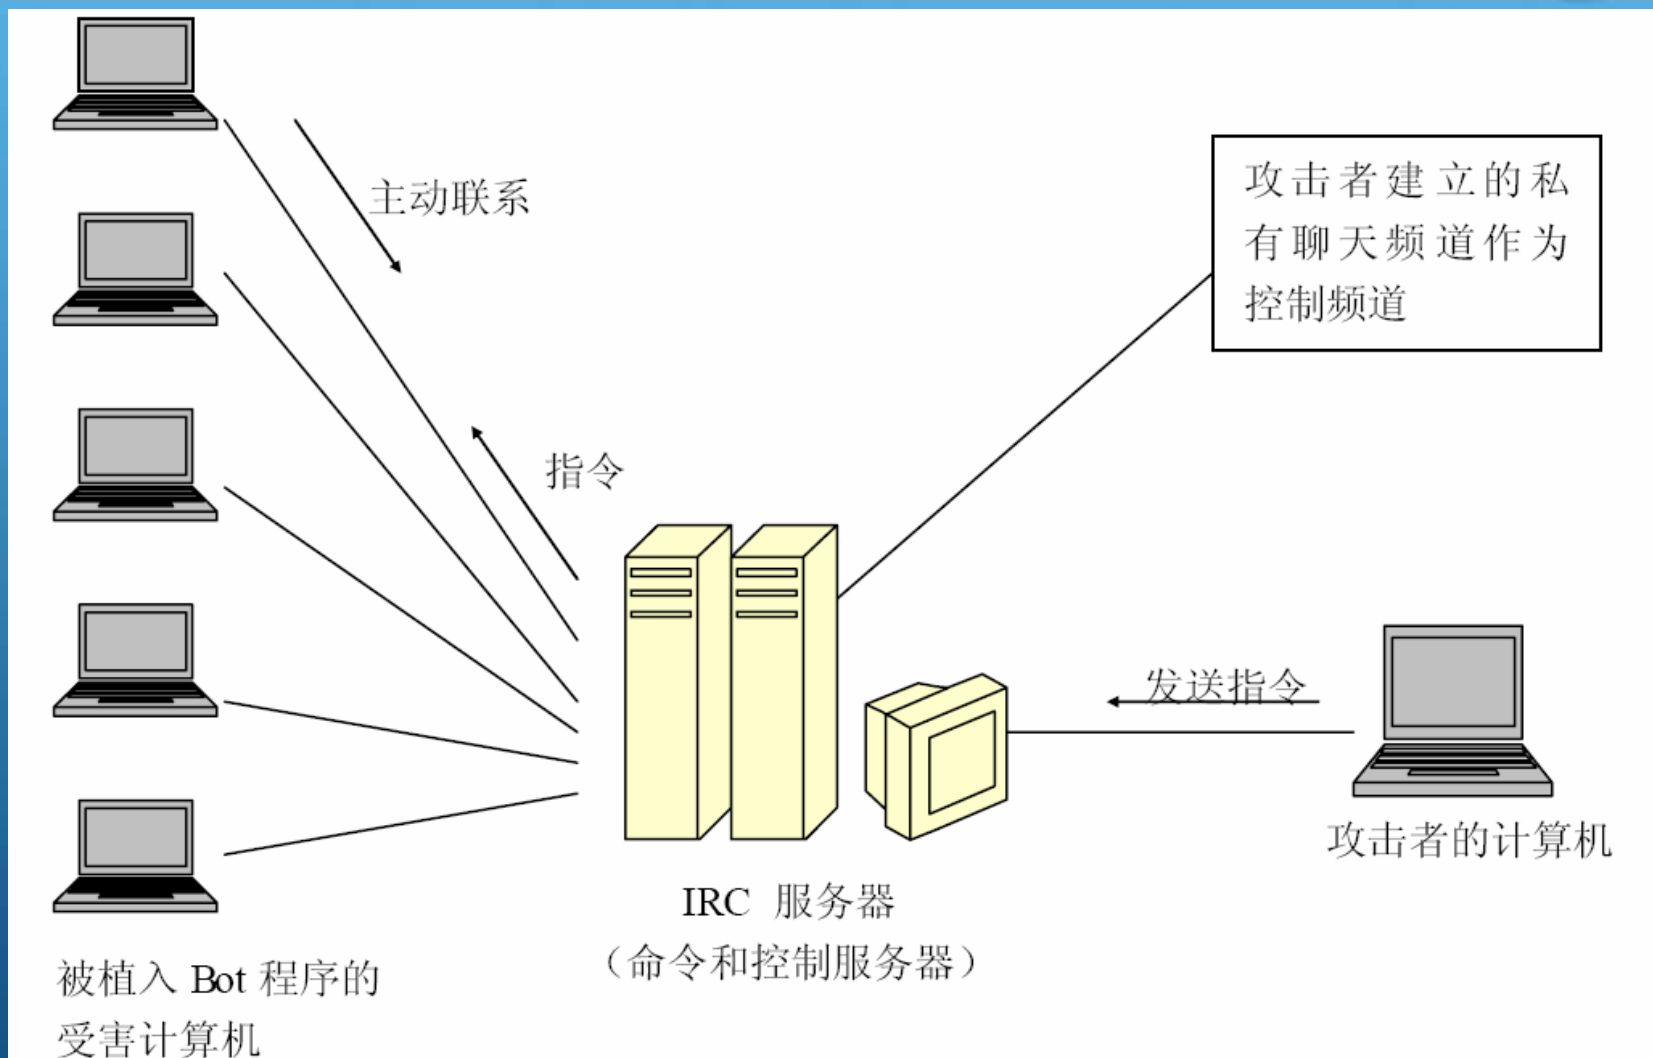 主动联系
攻击者建立的私
有聊天频道作为
控制频道
指令
发送指令
攻击者的计算机
IRC 服务器
（命令和控制服务器）
被植入 Bot 程序的
受害计算机